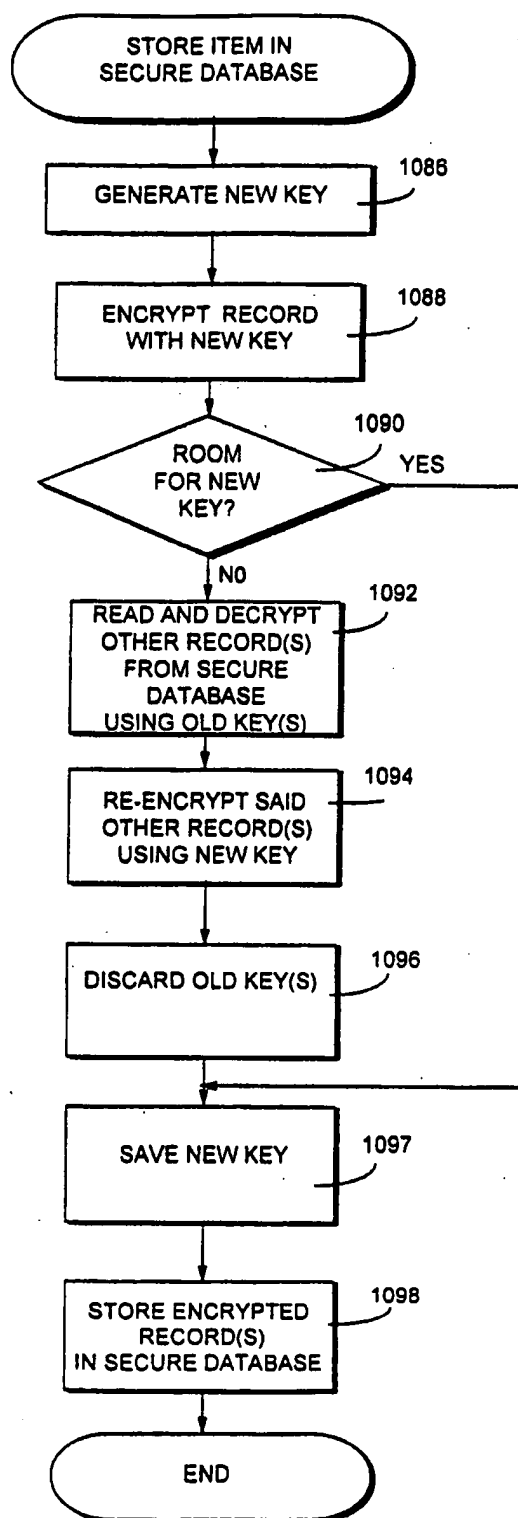 STORE ITEM IN
SECURE DATABASE
1086
GENERATE NEW KEY
1088
ENCRYPT RECORD
WITH NEW KEY
1090
ROOM
FOR NEW
KEY?
YES
NO
1092
READ AND DECRYPT
OTHER RECORD(S)
FROM SECURE
DATABASE
USING OLD KEY(S)
1094
RE-ENCRYPT SAID
OTHER RECORD(S)
USING NEW KEY
1096
DISCARD OLD KEY(S)
SAVE NEW KEY
1097
1098
STORE ENCRYPTED
RECORD(S)
IN SECURE DATABASE
END